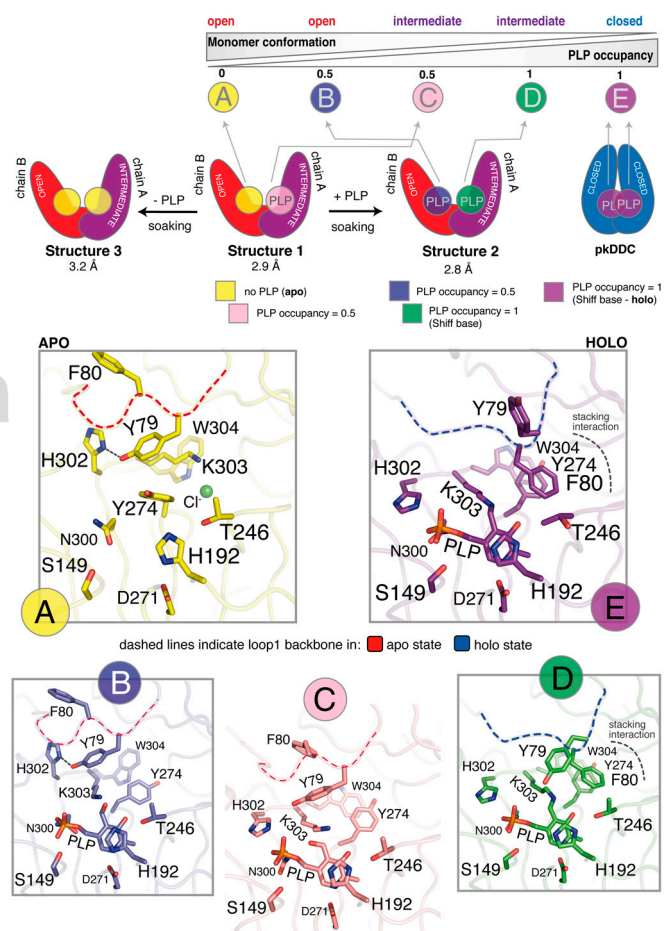 open open intermediate intermediate closed
Monomer conformation
PLP occupancy
0 0.5 0.5 1 1
A B C D E
chain B OPEN INTERMEDIATE chain A
- PLP
soaking
chain B OPEN PLP INTERMEDIATE chain A
+ PLP
soaking
chain B OPEN PLP PLP INTERMEDIATE chain A
CLOSED CLOSED
PL PLP
Structure 3
3.2 Å
Structure 1
2.9 Å
Structure 2
2.8 Å
pkDDC
no PLP (apo)
PLP occupancy = 0.5
PLP occupancy = 0.5
PLP occupancy = 1
(Shiff base)
PLP occupancy = 1
(Shiff base - holo)
APO
F80
Y79
W304
H302
K303
Y274
Cl-
T246
N300
H192
S149
D271
A
HOLO
Y79
stacking
interaction
W304
Y274
H302
K303
F80
T246
N300
PLP
S149
D271
H192
E
dashed lines indicate loop1 backbone in: apo state holo state
B
F80
Y79
W304
H302
Y274
K303
T246
N300
PLP
S149
D271
H192
C
F80
Y79
W304
H302
Y274
K303
T246
N300
PLP
S149
D271
H192
D
stacking
interaction
Y79
W304
Y274
H302
F80
K303
T246
N300
PLP
S149
D271
H192